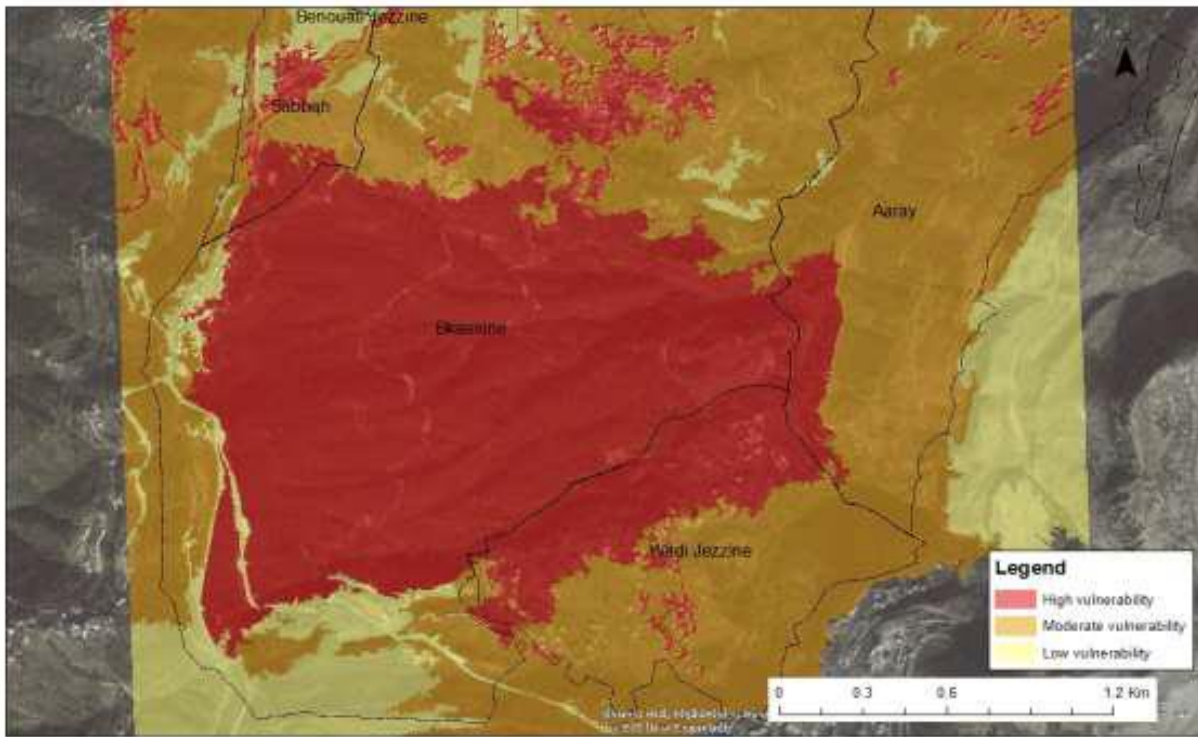 Benouati Jezzine
Sabbah
Aaray
Bkassine
Wadi Jezzine
Legend
High vulnerability
Moderate vulnerability
Low vulnerability
0 0.3 0.6 1.2 Km